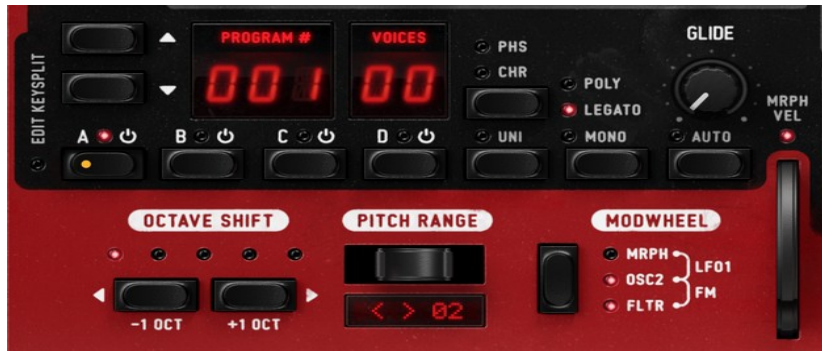 PROGRAM #
VOICES
001
00
EDIT KEYSPLIT
PHS
CHR
POLY
LEGATO
GLIDE
MRPH
VEL
A
B
C
D
UNI
MONO
AUTO
OCTAVE SHIFT
PITCH RANGE
MODWHEEL
MRPH
OSC2
FLTR
LFO1
FM
< > 02
-1 OCT
+1 OCT